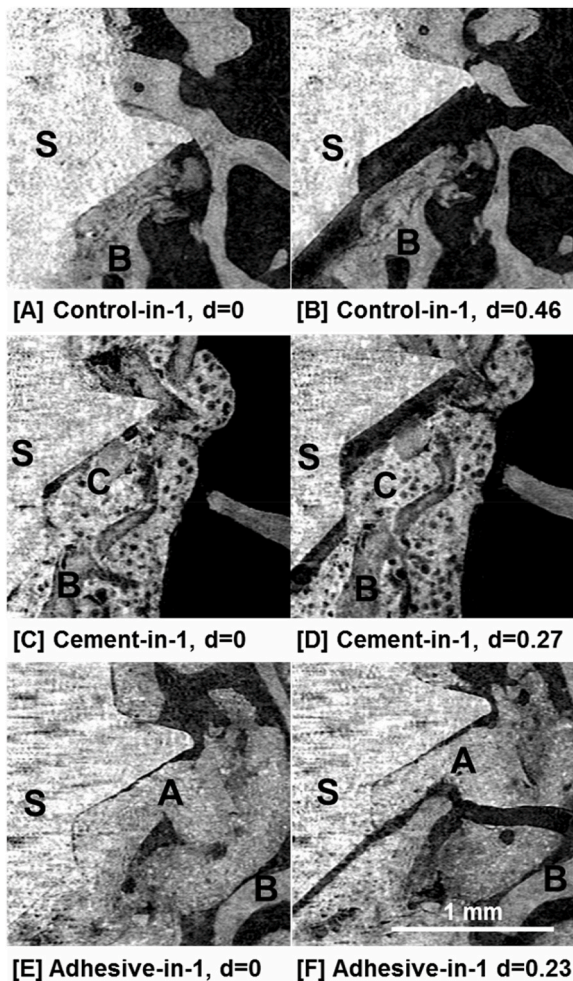 S
B
S
B
[A] Control-in-1, d=0 [B] Control-in-1, d=0.46
S
C
B
S
C
B
[C] Cement-in-1, d=0 [D] Cement-in-1, d=0.27
S
A
B
S
A
B
1 mm
[E] Adhesive-in-1, d=0 [F] Adhesive-in-1 d=0.23